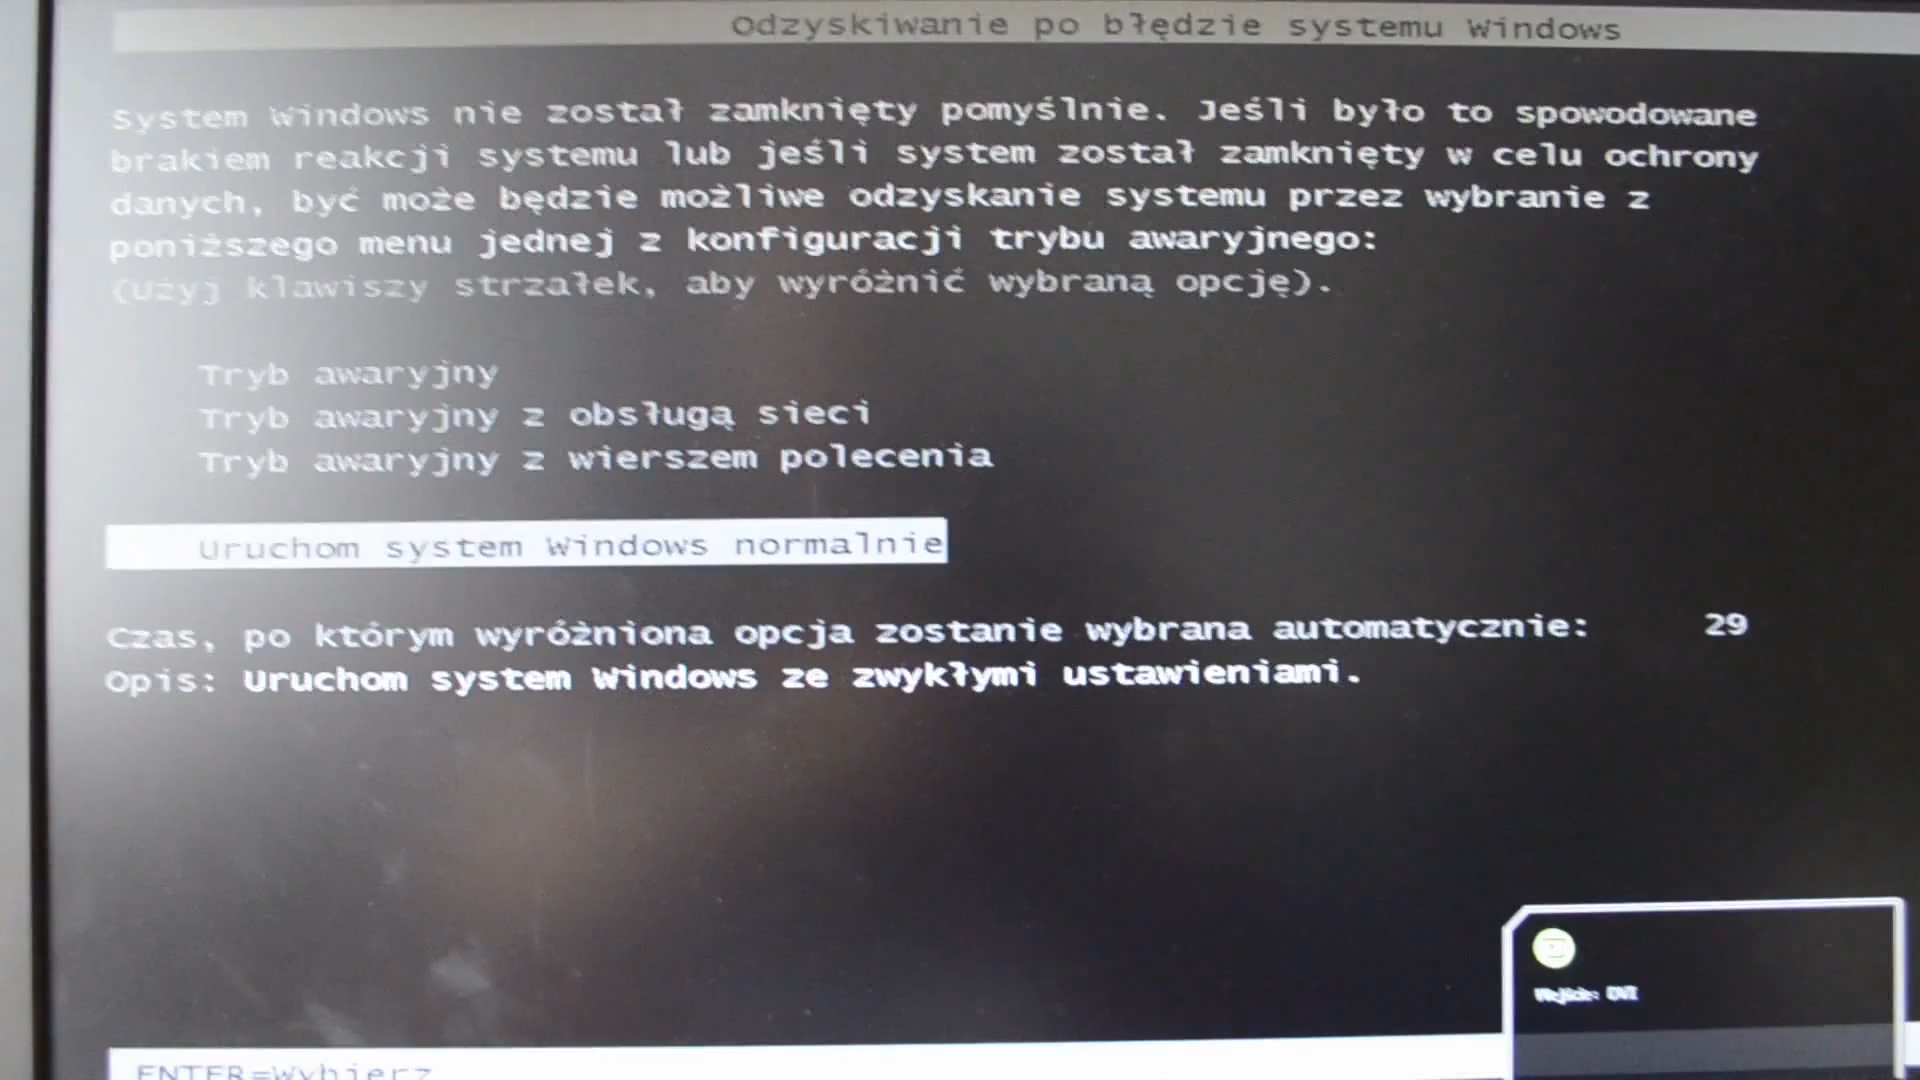 Odzyskiwanie po błędzie systemu Windows
System Windows nie został zamknięty pomyślnie. Jeśli było to spowodowane
brakiem reakcji systemu lub jeśli system został zamknięty w celu ochrony
danych, być może będzie możliwe odzyskanie systemu przez wybranie z
poniższego menu jednej z konfiguracji trybu awaryjnego:
(Użyj klawiszy strzałek, aby wyróżnić wybraną opcję).
Tryb awaryjny
Tryb awaryjny z obsługą sieci
Tryb awaryjny z wierszem polecenia
Uruchom system Windows normalnie
Czas, po którym wyróżniona opcja zostanie wybrana automatycznie: 29
Opis: Uruchom system Windows ze zwykłymi ustawieniami.
Wejście: DVI
ENTER=Wybierz